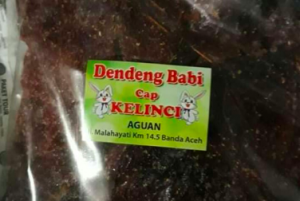 Dendeng Babi
Cap
KELINCI
AGUAN
Malahayati Km 14.5 Banda Aceh